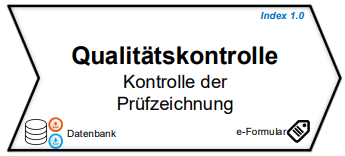 Index 1.0
Qualitätskontrolle
Kontrolle der
Prüfzeichnung
Datenbank
e-Formular